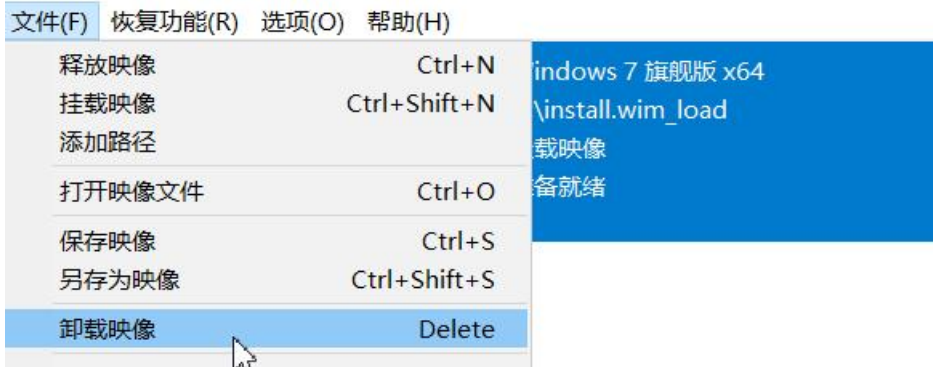 文件(F) 恢复功能(R) 选项(O) 帮助(H)
释放映像 Ctrl+N
挂载映像 Ctrl+Shift+N
添加路径
打开映像文件 Ctrl+O
保存映像 Ctrl+S
另存为映像 Ctrl+Shift+S
卸载映像 Delete
indows 7 旗舰版 x64
\install.wim_load
载映像
备就绪